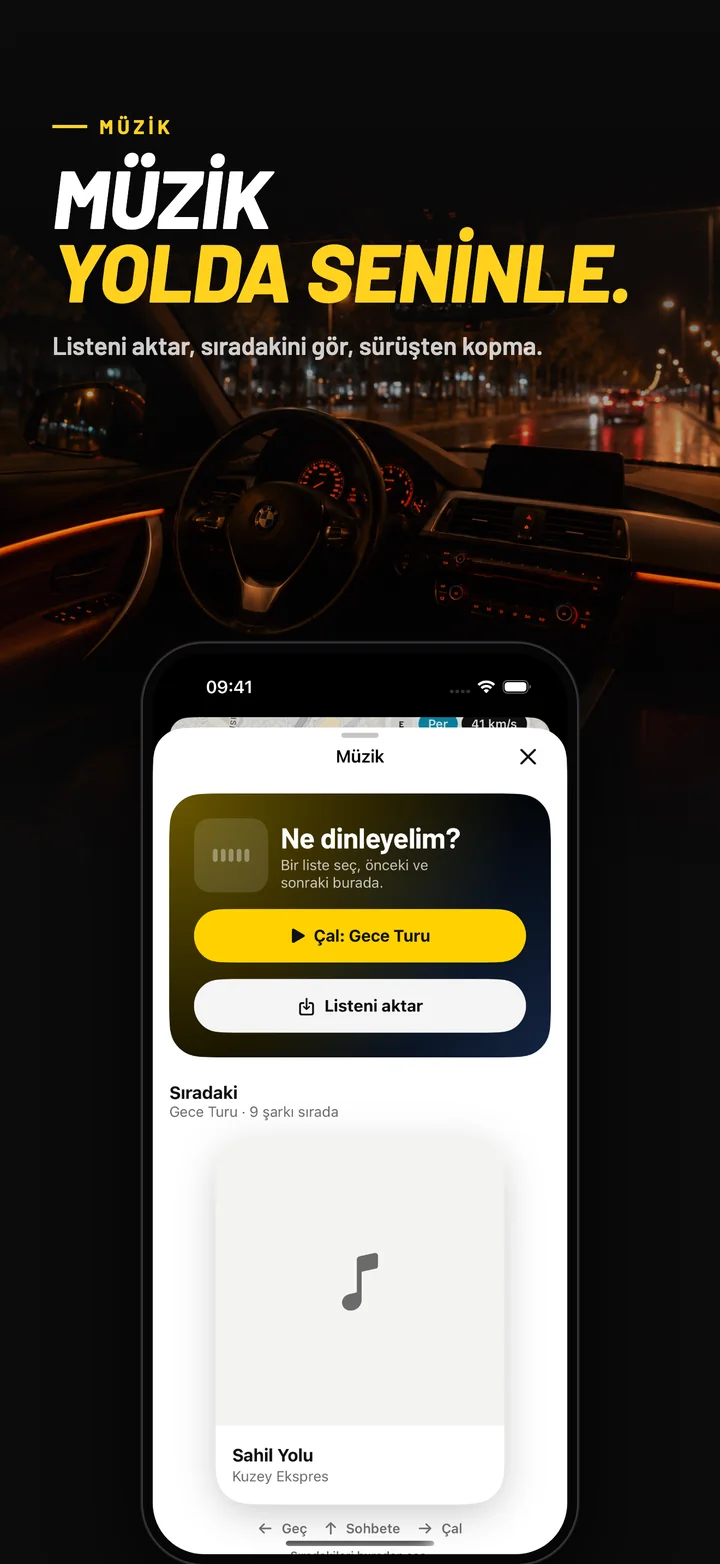 MÜZİK
MÜZİK
YOLDA SENİNLE.
Listeni aktar, sıradakini gör, sürüşten kopma.
09:41
E Per 41 km/s
Müzik
Ne dinleyelim?
Bir liste seç, önceki ve
sonraki burada.
Çal: Gece Turu
Listeni aktar
Sıradaki
Gece Turu · 9 şarkı sırada
Sahil Yolu
Kuzey Ekspres
← Geç ↑ Sohbete → Çal